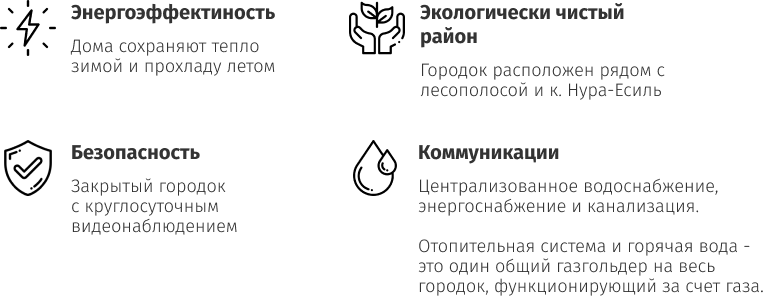 Энергоэффектиность
Дома сохраняют тепло
зимой и прохладу летом
Экологически чистый
район
Городок расположен рядом с
лесополосой и к. Нура-Есиль
Безопасность
Закрытый городок
с круглосуточным
видеонаблюдением
Коммуникации
Централизованное водоснабжение,
энергоснабжение и канализация.
Отопительная система и горячая вода -
это один общий газгольдер на весь
городок, функционирующий за счет газа.